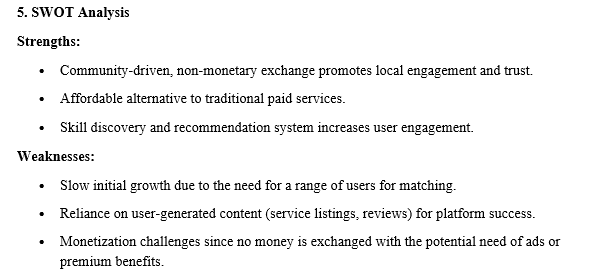 5. SWOT Analysis
Strengths:
• Community-driven, non-monetary exchange promotes local engagement and trust.
• Affordable alternative to traditional paid services.
• Skill discovery and recommendation system increases user engagement.
Weaknesses:
• Slow initial growth due to the need for a range of users for matching.
• Reliance on user-generated content (service listings, reviews) for platform success.
• Monetization challenges since no money is exchanged with the potential need of ads or
premium benefits.